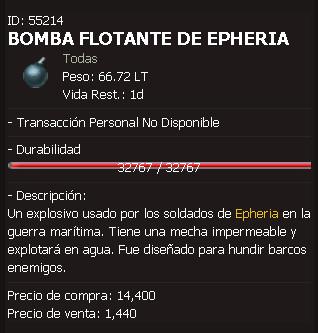 ID: 55214
BOMBA FLOTANTE DE EPHERIA
Todas
Peso: 66.72 LT
Vida Rest.: 1d
- Transacción Personal No Disponible
- Durabilidad
32767 / 32767
- Descripción:
Un explosivo usado por los soldados de Epheria en la
guerra marítima. Tiene una mecha impermeable y
explotará en agua. Fue diseñado para hundir barcos
enemigos.
Precio de compra: 14,400
Precio de venta: 1,440